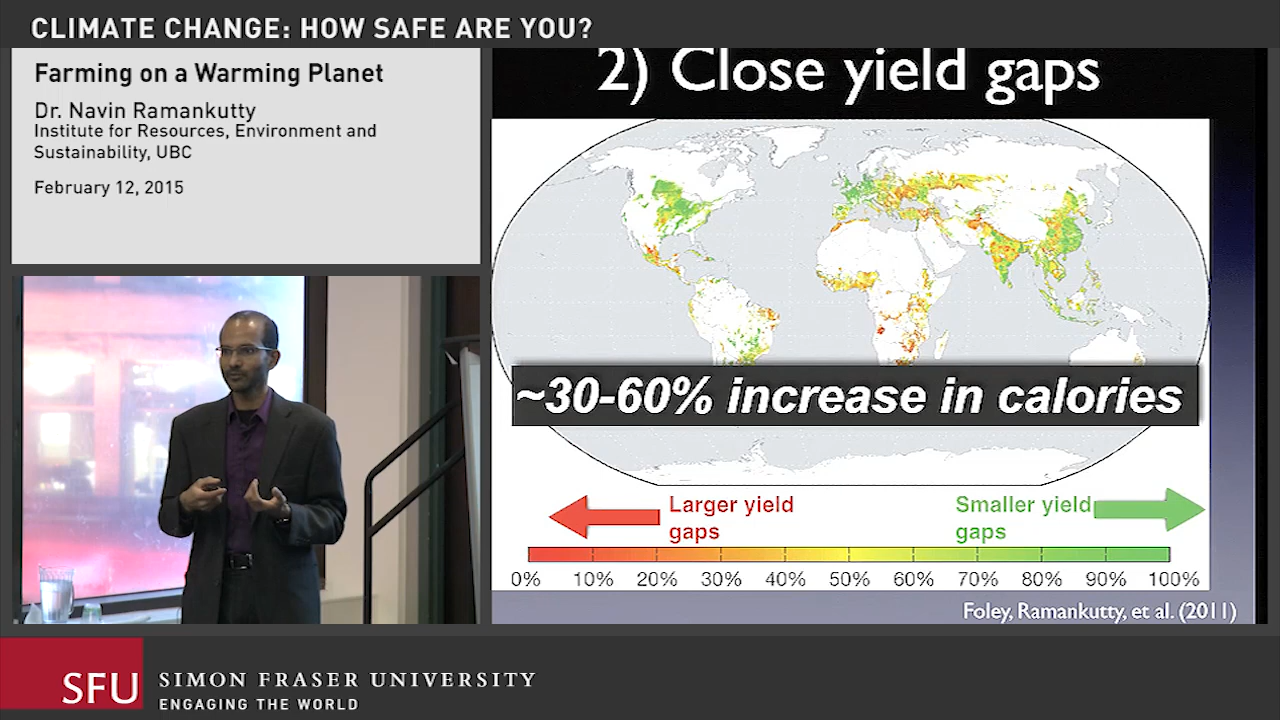 CLIMATE CHANGE: HOW SAFE ARE YOU?
Farming on a Warming Planet
Dr. Navin Ramankutty
Institute for Resources, Environment and
Sustainability, UBC
February 12, 2015
2) Close yield gaps
~30-60% increase in calories
Larger yield
gaps
Smaller yield
gaps
0% 10% 20% 30% 40% 50% 60% 70% 80% 90% 100%
Foley, Ramankutty, et al. (2011)
SFU
SIMON FRASER UNIVERSITY
ENGAGING THE WORLD